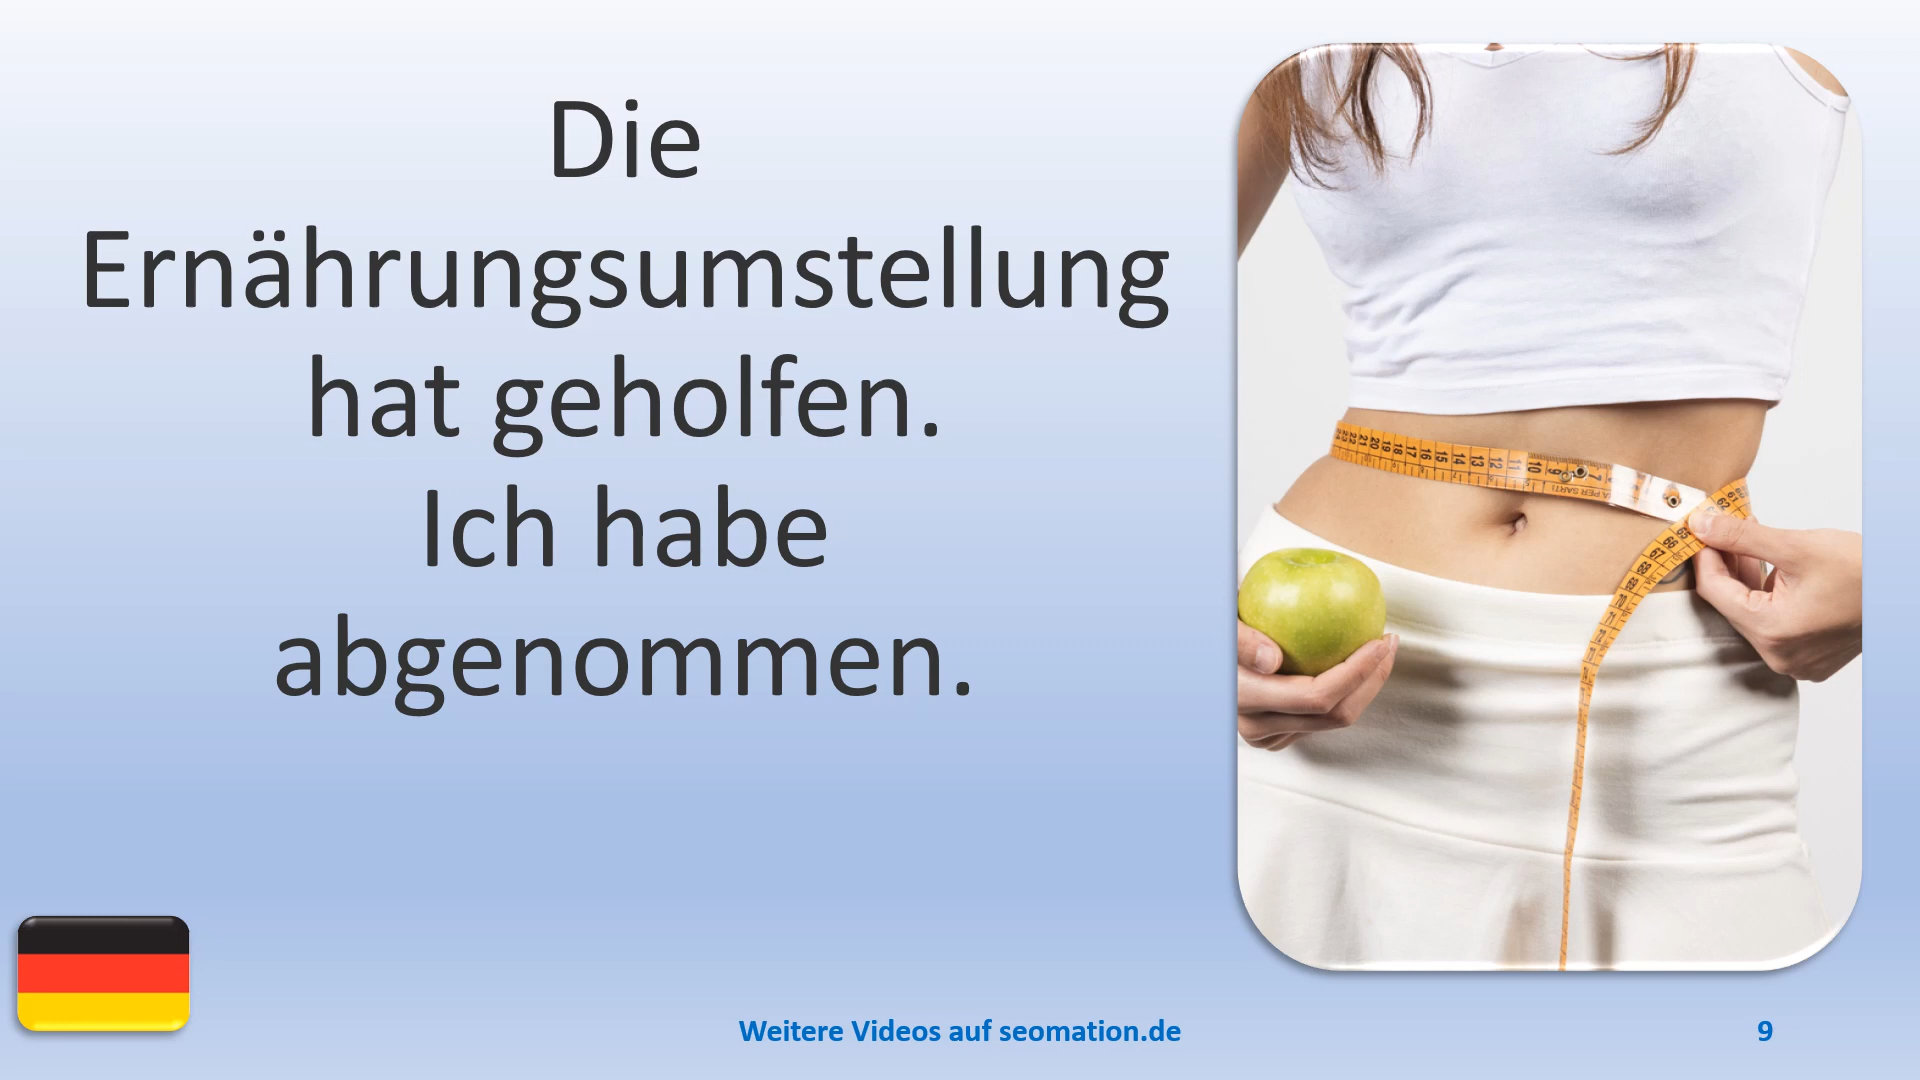 Die
Ernährungsumstellung
hat geholfen.
Ich habe
abgenommen.
Weitere Videos auf seomation.de
9